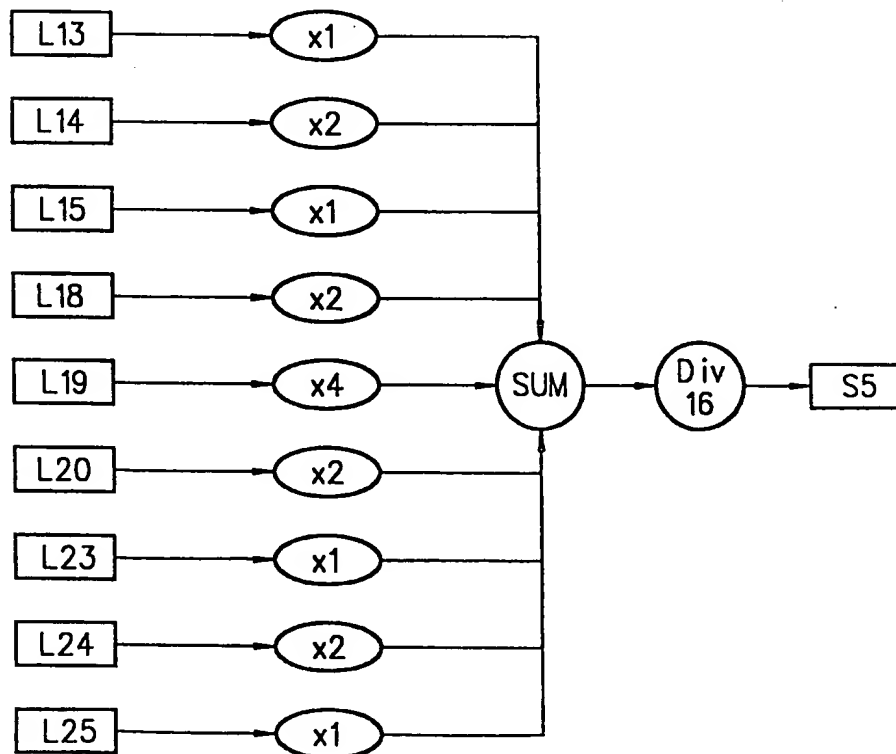 L13 x1
L14 x2
L15 x1
L18 x2
L19 x4 SUM Div 16 S5
L20 x2
L23 x1
L24 x2
L25 x1